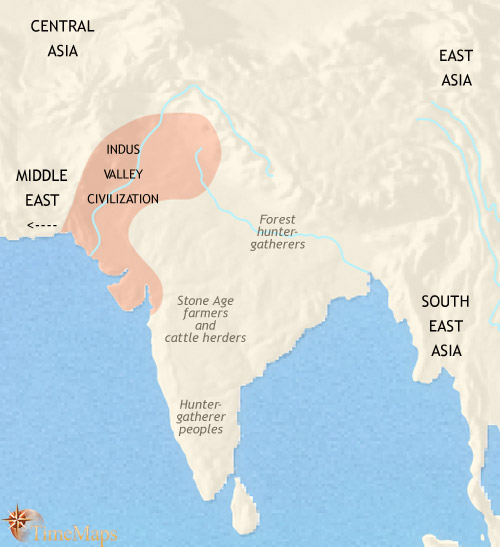 CENTRAL
ASIA
EAST
ASIA
INDUS
VALLEY
CIVILIZATION
MIDDLE
EAST
<----
Forest
hunter-
gatherers
Stone Age
farmers
and
cattle herders
SOUTH
EAST
ASIA
Hunter-
gatherer
peoples
TimeMaps